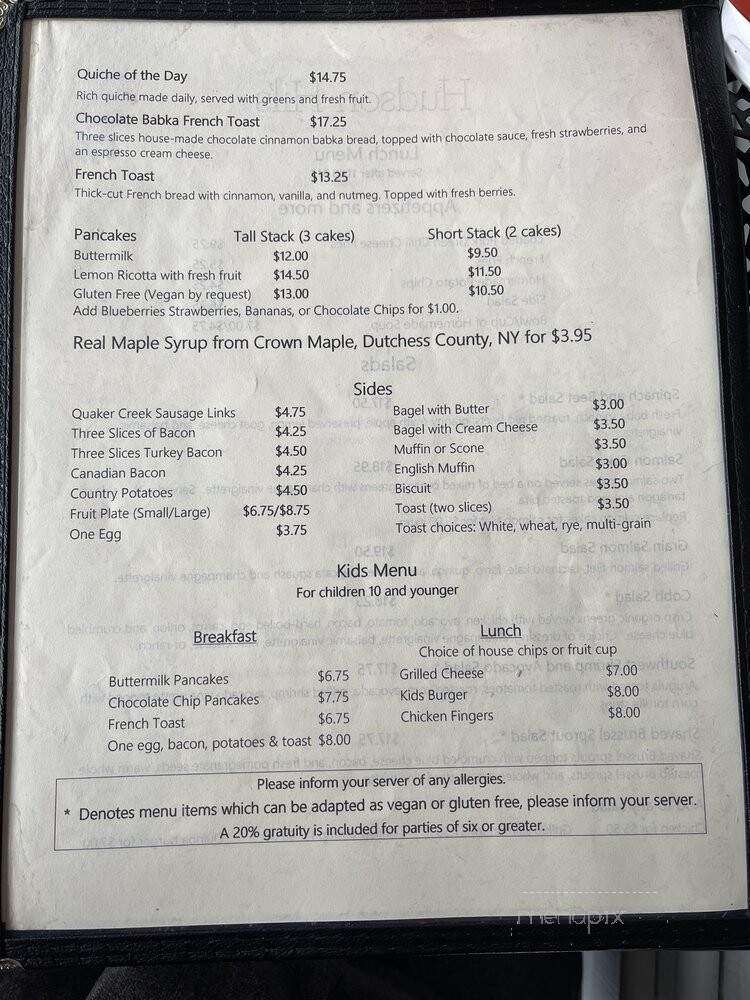 Quiche of the Day $14.75
Rich quiche made daily, served with greens and fresh fruit.
Chocolate Babka French Toast $17.25
Three slices house-made chocolate cinnamon babka bread, topped with chocolate sauce, fresh strawberries, and
an espresso cream cheese.
French Toast $13.25
Thick-cut French bread with cinnamon, vanilla, and nutmeg. Topped with fresh berries.
Pancakes Tall Stack (3 cakes) Short Stack (2 cakes)
Buttermilk $12.00 $9.50
Lemon Ricotta with fresh fruit $14.50 $11.50
Gluten Free (Vegan by request) $13.00 $10.50
Add Blueberries Strawberries, Bananas, or Chocolate Chips for $1.00.
Real Maple Syrup from Crown Maple, Dutchess County, NY for $3.95
Sides
Quaker Creek Sausage Links $4.75
Three Slices of Bacon $4.25
Three Slices Turkey Bacon $4.50
Canadian Bacon $4.25
Country Potatoes $4.50
Fruit Plate (Small/Large) $6.75/$8.75
One Egg $3.75
Bagel with Butter $3.00
Bagel with Cream Cheese $3.50
Muffin or Scone $3.50
English Muffin $3.00
Biscuit $3.50
Toast (two slices) $3.50
Toast choices: White, wheat, rye, multi-grain
Kids Menu
For children 10 and younger
Breakfast
Buttermilk Pancakes $6.75
Chocolate Chip Pancakes $7.75
French Toast $6.75
One egg, bacon, potatoes & toast $8.00
Lunch
Choice of house chips or fruit cup
Grilled Cheese $7.00
Kids Burger $8.00
Chicken Fingers $8.00
Please inform your server of any allergies.
* Denotes menu items which can be adapted as vegan or gluten free, please inform your server.
A 20% gratuity is included for parties of six or greater.
menupix